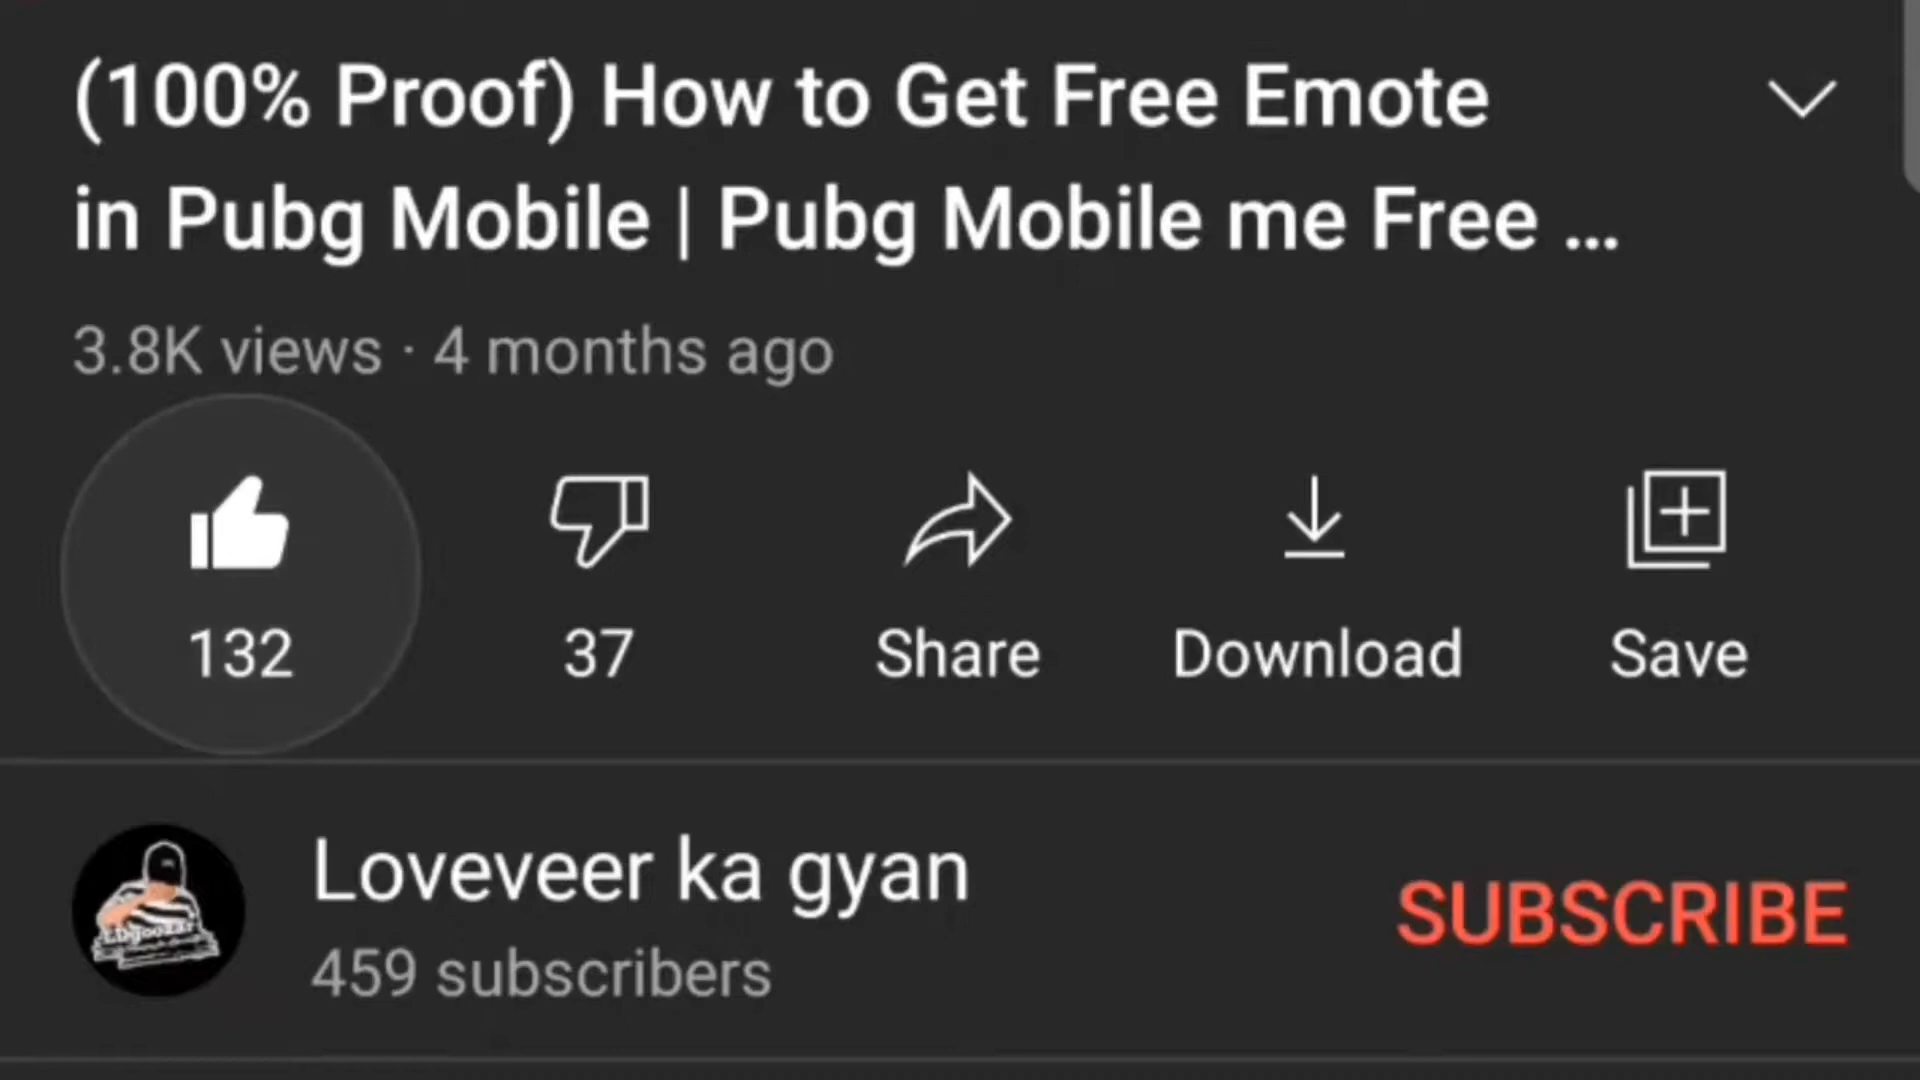 (100% Proof) How to Get Free Emote
in Pubg Mobile | Pubg Mobile me Free ...
3.8K views · 4 months ago
132 37 Share Download Save
Loveveer ka gyan
SUBSCRIBE
459 subscribers